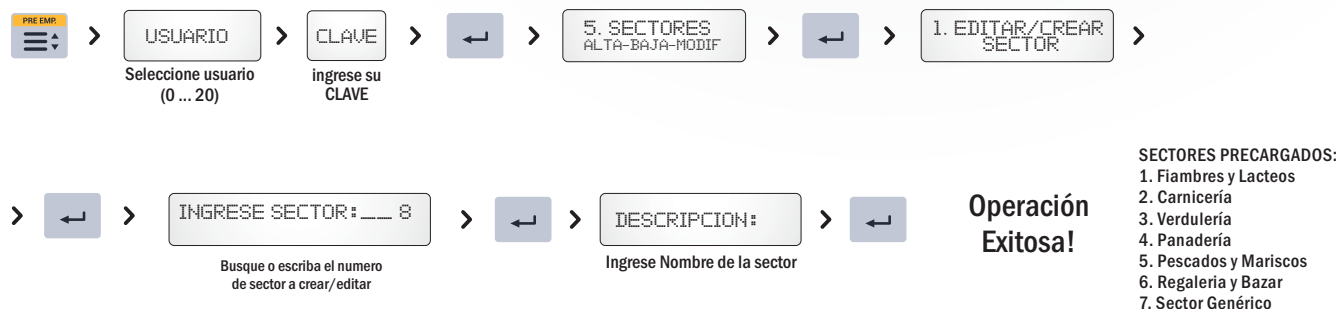 PRE EMP.
USUARIO
Seleccione usuario
(0 ... 20)
CLAVE
ingrese su
CLAVE
5. SECTORES
ALTA-BAJA-MODIF
1. EDITAR/CREAR
SECTOR
INGRESE SECTOR:__ 8
Busque o escriba el numero
de sector a crear/editar
DESCRIPCION:
Ingrese Nombre de la sector
Operación
Exitosa!
SECTORES PRECARGADOS:
1. Fiambres y Lacteos
2. Carnicería
3. Verdulería
4. Panadería
5. Pescados y Mariscos
6. Regaleria y Bazar
7. Sector Genérico